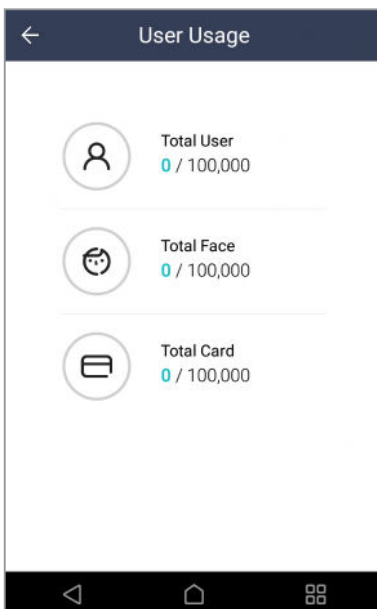 User Usage
Total User
0 / 100,000
Total Face
0 / 100,000
Total Card
0 / 100,000